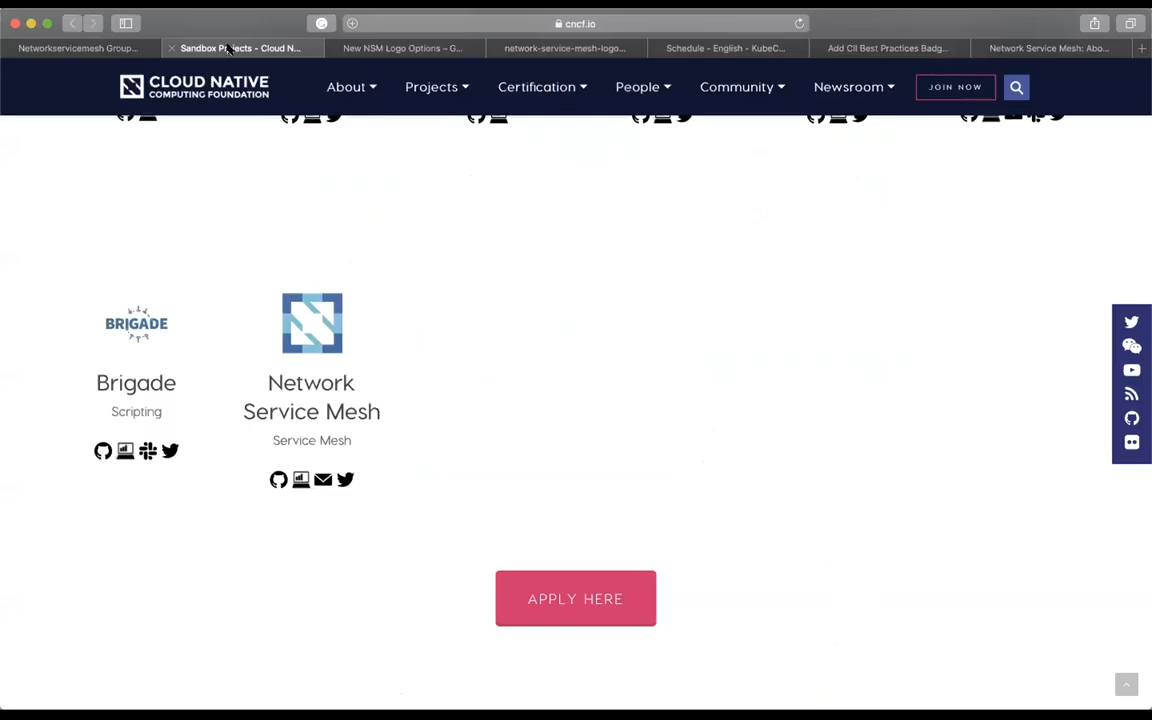 cncf.io
Networkservicemesh Group...
Sandbox Projects - Cloud N...
New NSM Logo Options – G...
network-service-mesh-logo...
Schedule - English - KubeC...
Add CII Best Practices Badg...
Network Service Mesh: Abo...
CLOUD NATIVE
COMPUTING FOUNDATION
About
Projects
Certification
People
Community
Newsroom
JOIN NOW
BRIGADE
Brigade
Scripting
Network
Service Mesh
Service Mesh
APPLY HERE